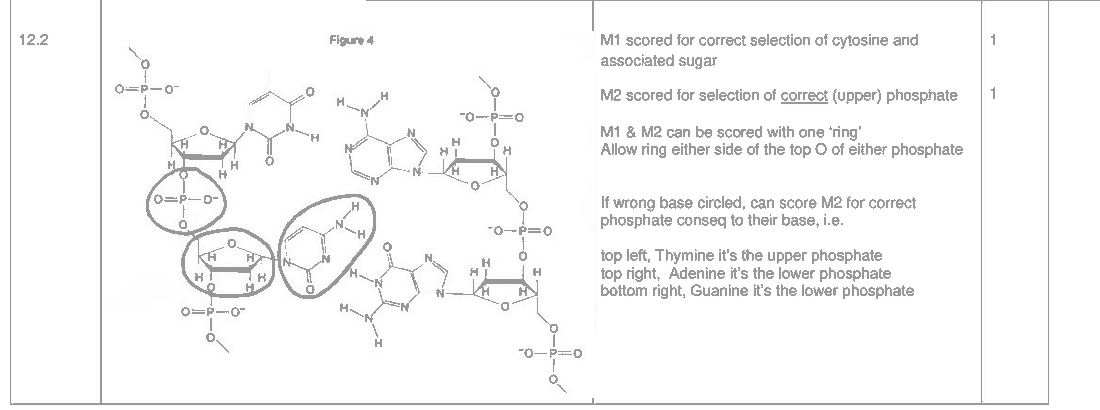 12.2
Figure 4
M1 scored for correct selection of cytosine and
associated sugar
1
M2 scored for selection of correct (upper) phosphate
1
M1 & M2 can be scored with one ‘ring’
Allow ring either side of the top O of either phosphate
If wrong base circled, can score M2 for correct
phosphate conseq to their base, i.e.
top left, Thymine it's the upper phosphate
top right, Adenine it's the lower phosphate
bottom right, Guanine it's the lower phosphate